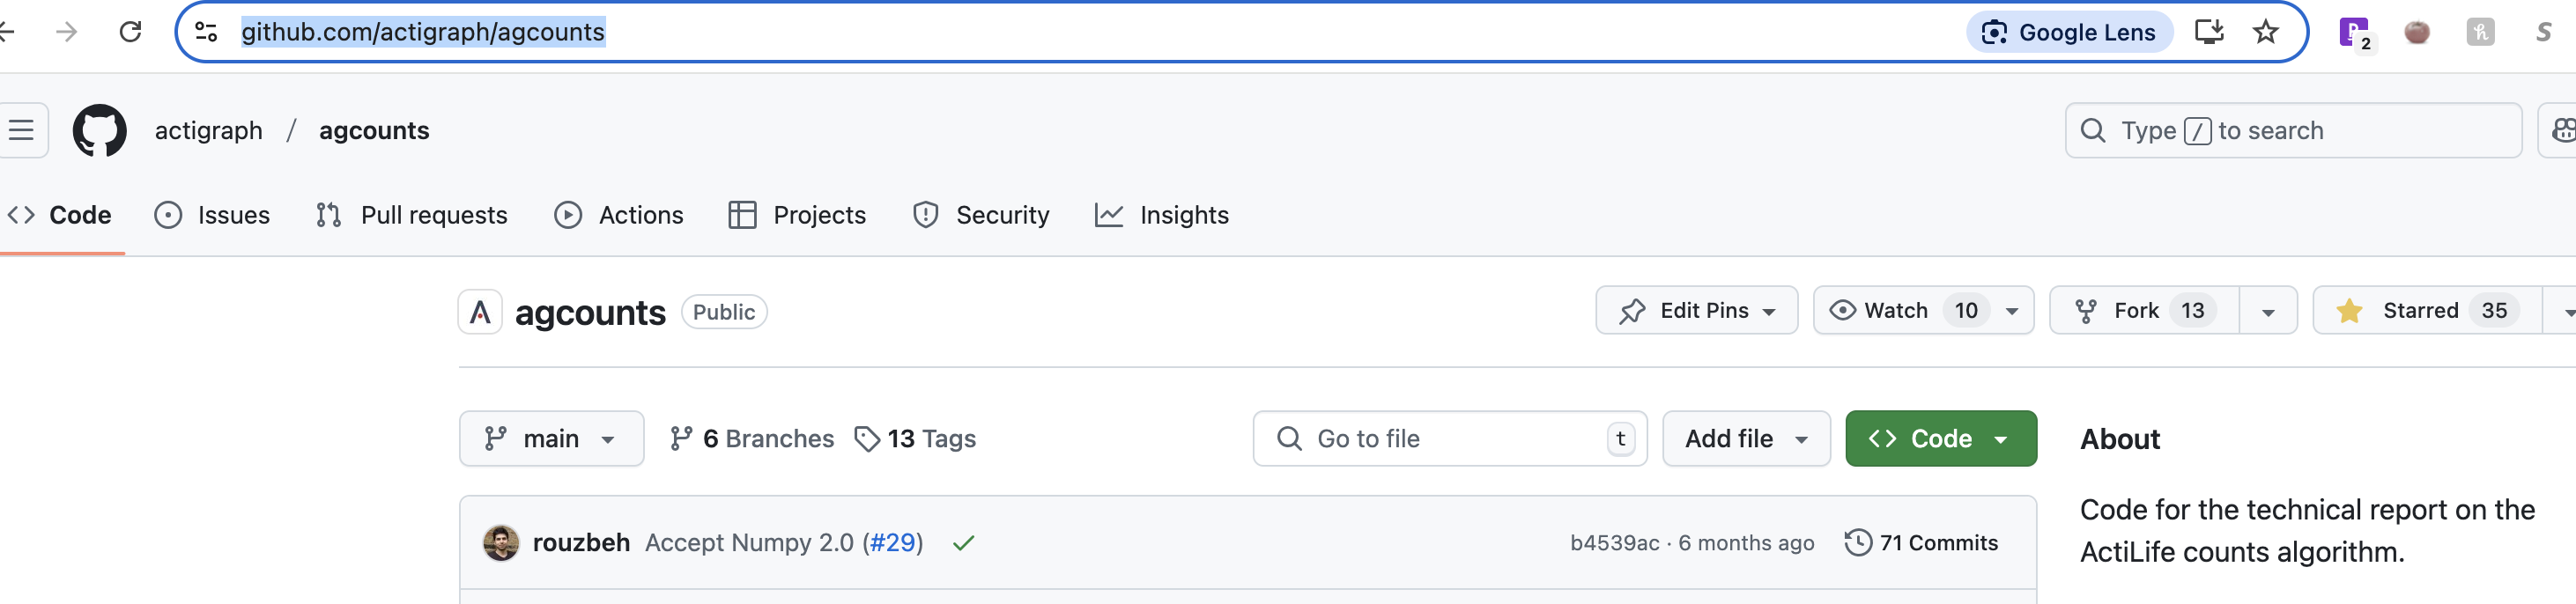 github.com/actigraph/agcounts Google Lens 2
actigraph / agcounts Type / to search
Code Issues Pull requests Actions Projects Security Insights
agcounts Public Edit Pins Watch 10 Fork 13 Starred 35
main 6 Branches 13 Tags Go to file t Add file Code About
Code for the technical report on the
ActiLife counts algorithm.
rouzbeh Accept Numpy 2.0 (#29) b4539ac · 6 months ago 71 Commits